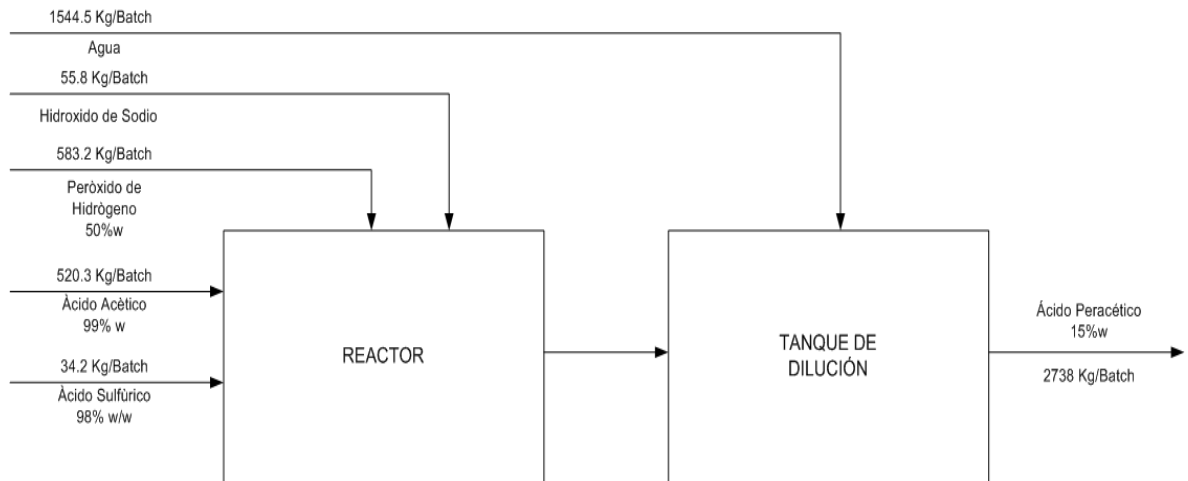 1544.5 Kg/Batch
Agua
55.8 Kg/Batch
Hidroxido de Sodio
583.2 Kg/Batch
Peròxido de
Hidrògeno
50%w
520.3 Kg/Batch
Àcido Acètico
99% w
34.2 Kg/Batch
Àcido Sulfùrico
98% w/w
REACTOR
TANQUE DE
DILUCIÓN
Ácido Peracético
15%w
2738 Kg/Batch